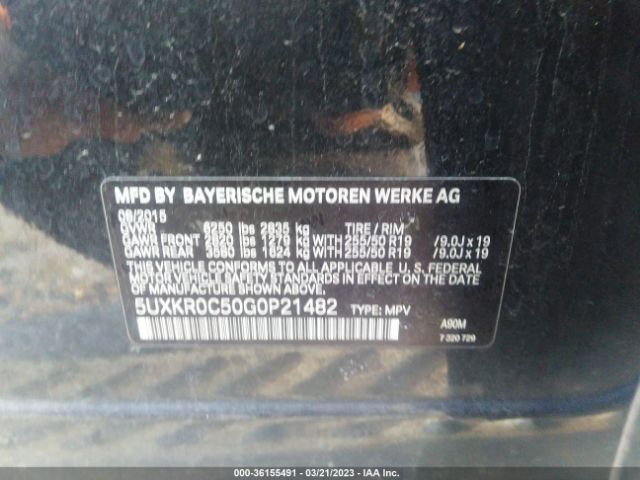 MFD BY BAYERISCHE MOTOREN WERKE AG
08/2015
GVWR 6250 lbs 2835 kg TIRE / RIM
GAWR FRONT 2820 lbs 1279 kg WITH 255/50 R19 /9.0J x 19
GAWR REAR 3580 lbs 1624 kg WITH 255/50 R19 /9.0J x 19
THIS VEHICLE CONFORMS TO ALL APPLICABLE U.S. FEDERAL
MOTOR VEHICLE SAFETY STANDARDS IN EFFECT ON THE DATE
OF MANUFACTURE SHOWN ABOVE.
5UXKR0C50G0P21482 TYPE: MPV
A90M
7 320 729
000-36155491 - 03/21/2023 - IAA Inc.